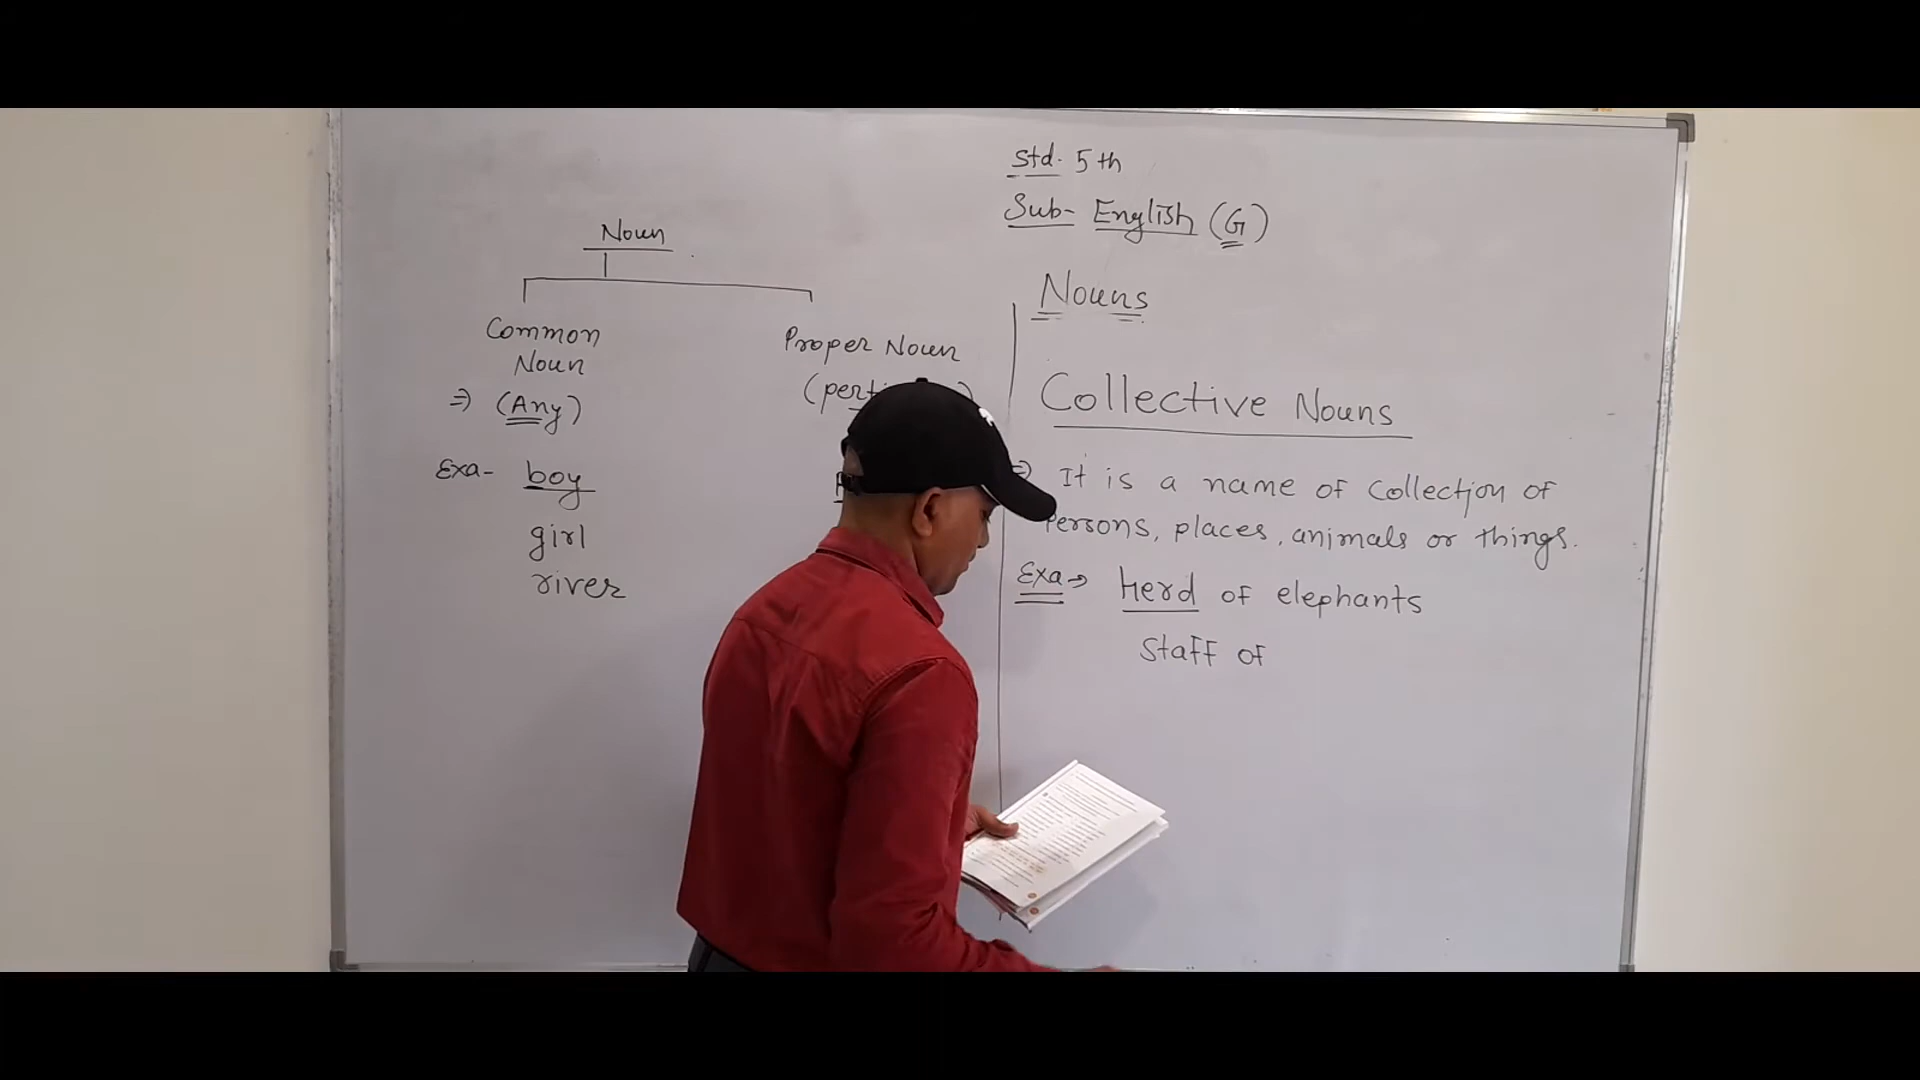 Std. 5th
Sub- English (G)
Noun
Common
Noun
⇒ (Any)
Exa- boy
girl
river
Proper Noun
Nouns
Collective Nouns
⇒ It is a name of collection of
Persons, places, animals or things.
Exa → Herd of elephants
Staff of